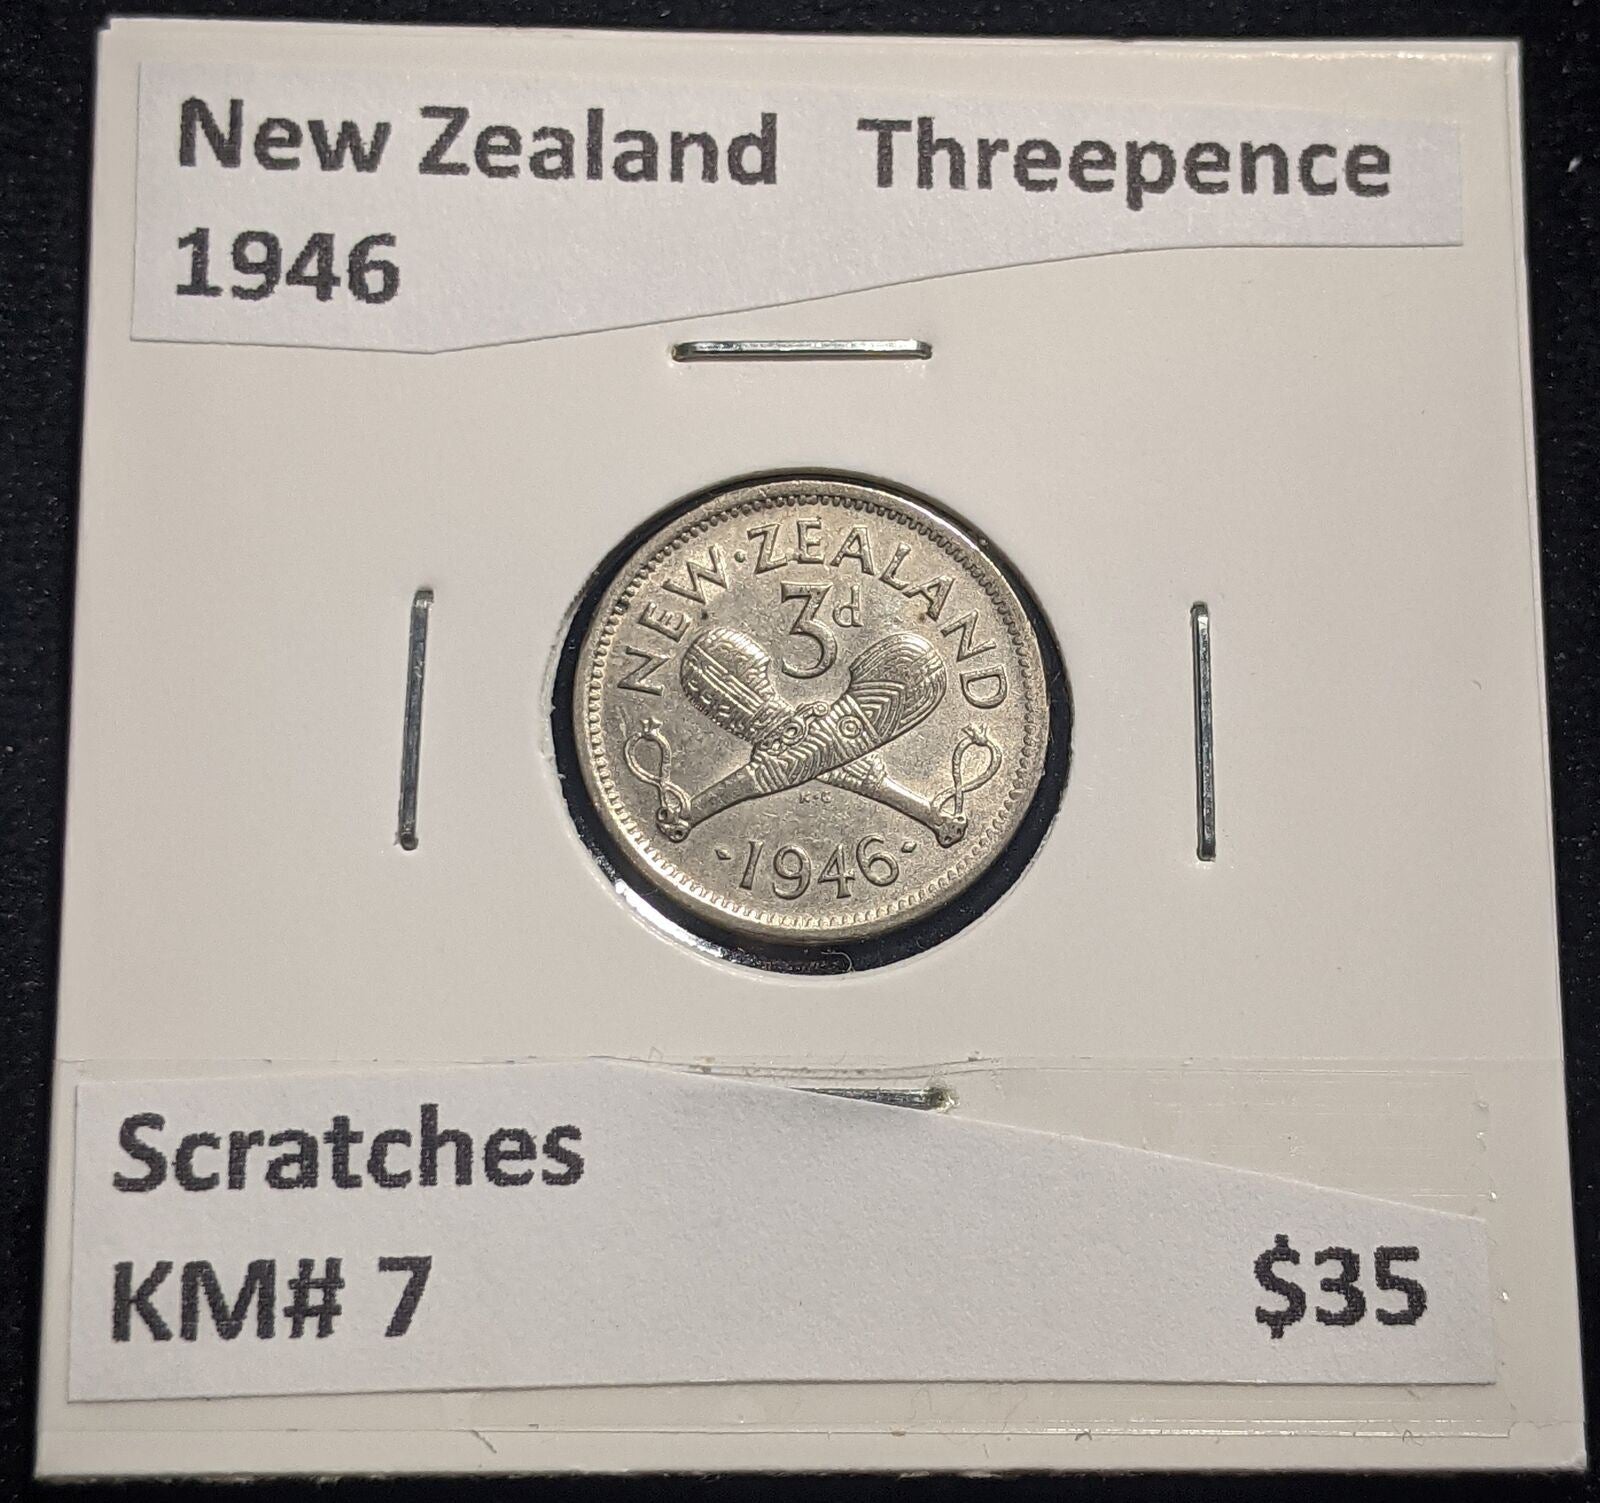 New Zealand Threepence
1946
NEW·ZEALAND
3d
K·G
·1946·
Scratches
KM# 7 $35